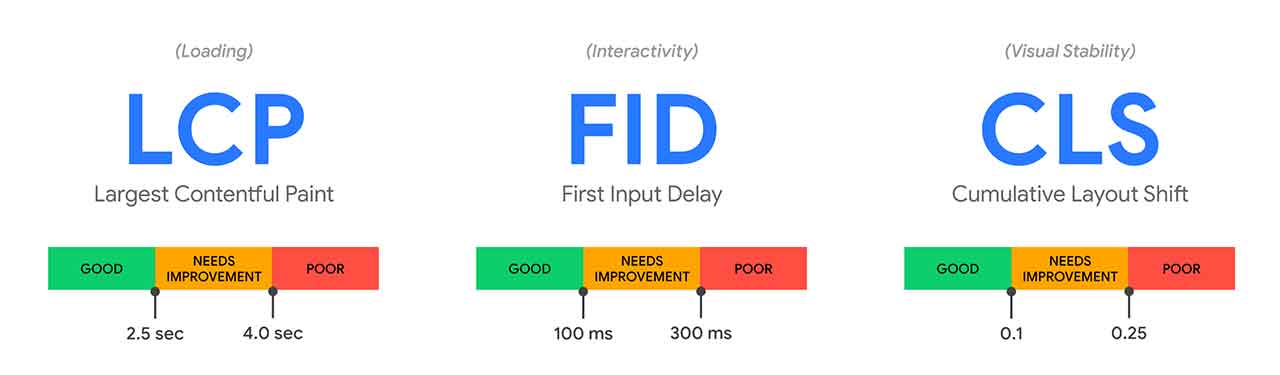 (Loading)
LCP
Largest Contentful Paint
GOOD
NEEDS
IMPROVEMENT
POOR
2.5 sec
4.0 sec
(Interactivity)
FID
First Input Delay
GOOD
NEEDS
IMPROVEMENT
POOR
100 ms
300 ms
(Visual Stability)
CLS
Cumulative Layout Shift
GOOD
NEEDS
IMPROVEMENT
POOR
0.1
0.25